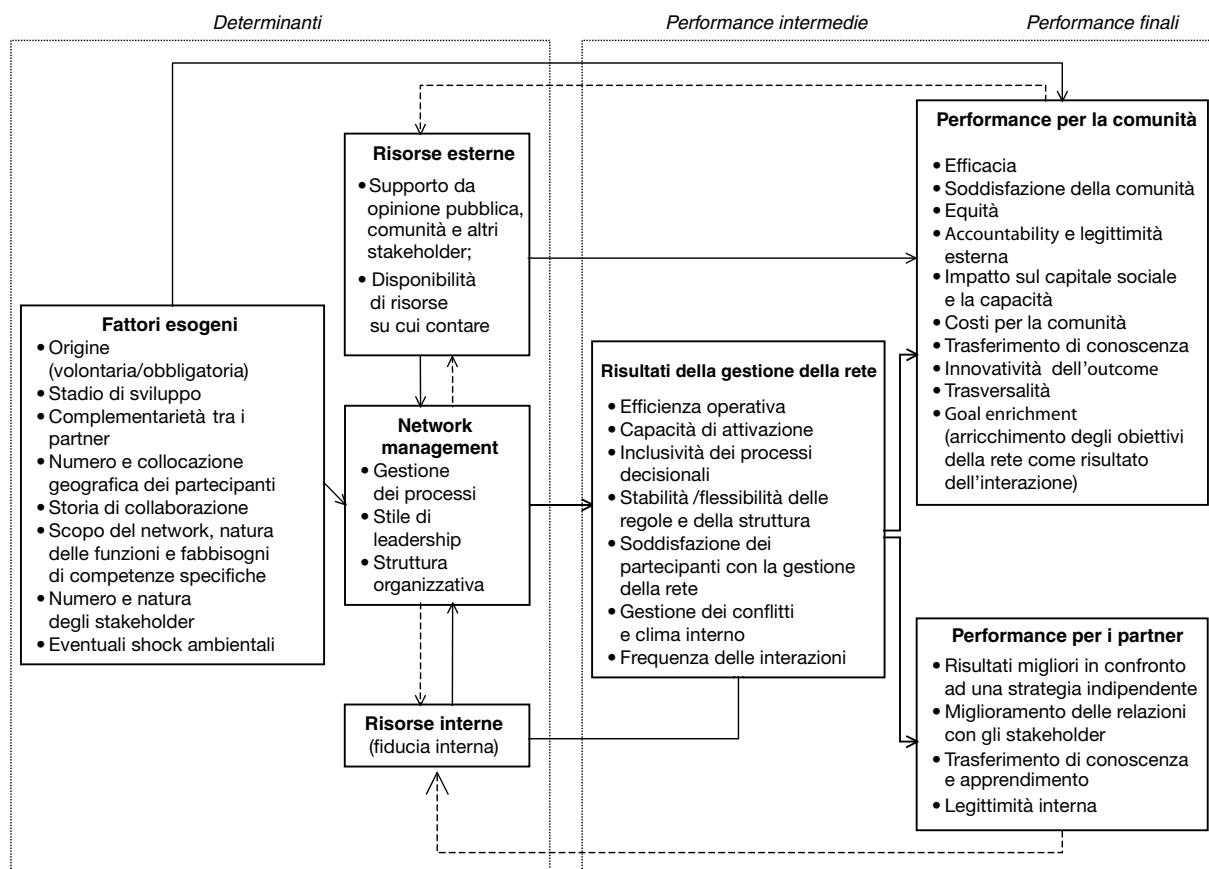 Determinanti
Performance intermedie
Performance finali
Fattori esogeni
• Origine
(volontaria/obbligatoria)
• Stadio di sviluppo
• Complementarietà tra i
partner
• Numero e collocazione
geografica dei partecipanti
• Storia di collaborazione
• Scopo del network, natura
delle funzioni e fabbisogni
di competenze specifiche
• Numero e natura
degli stakeholder
• Eventuali shock ambientali
Risorse esterne
• Supporto da
opinione pubblica,
comunità e altri
stakeholder;
• Disponibilità
di risorse
su cui contare
Network
management
• Gestione
dei processi
• Stile di
leadership
• Struttura
organizzativa
Risorse interne
(fiducia interna)
Risultati della gestione della rete
• Efficienza operativa
• Capacità di attivazione
• Inclusività dei processi
decisionali
• Stabilità /flessibilità delle
regole e della struttura
• Soddisfazione dei
partecipanti con la gestione
della rete
• Gestione dei conflitti
e clima interno
• Frequenza delle interazioni
Performance per la comunità
• Efficacia
• Soddisfazione della comunità
• Equità
• Accountability e legittimità
esterna
• Impatto sul capitale sociale
e la capacità
• Costi per la comunità
• Trasferimento di conoscenza
• Innovatività dell'outcome
• Trasversalità
• Goal enrichment
(arricchimento degli obiettivi
della rete come risultato
dell'interazione)
Performance per i partner
• Risultati migliori in confronto
ad una strategia indipendente
• Miglioramento delle relazioni
con gli stakeholder
• Trasferimento di conoscenza
e apprendimento
• Legittimità interna